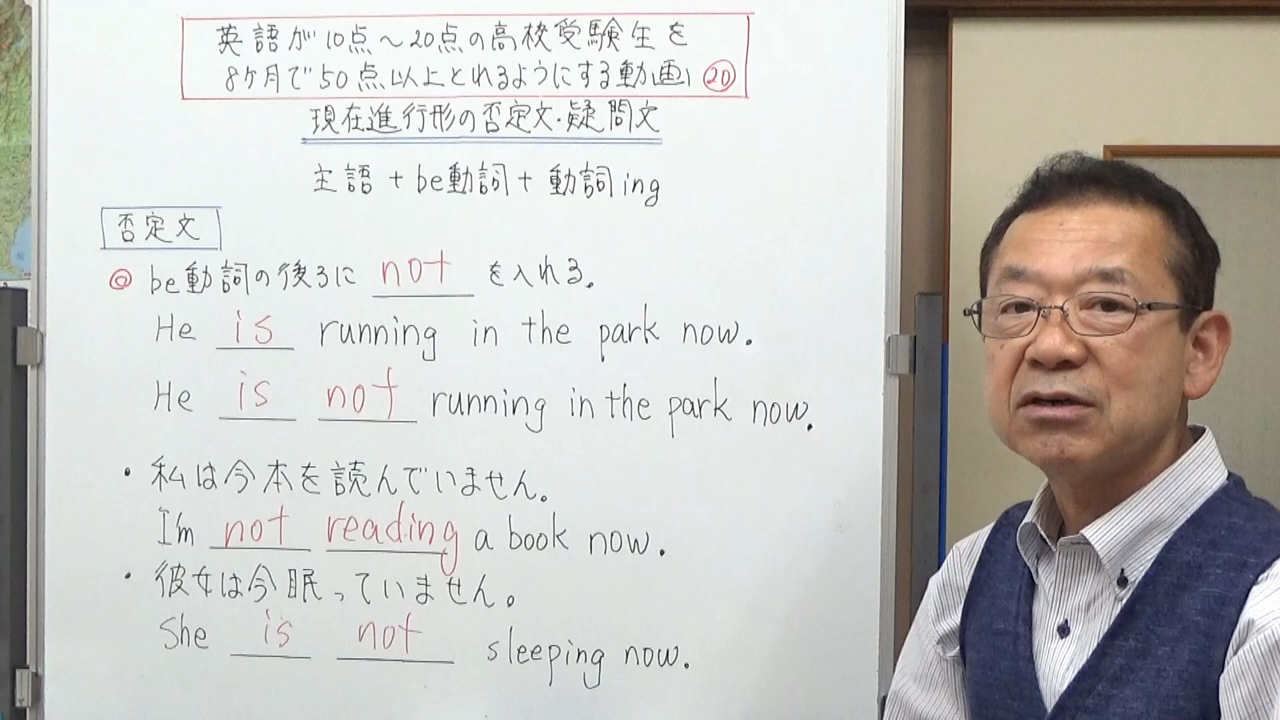 英語が10点～20点の高校受験生を
8ヶ月で50点以上とれるようにする動画 ⑳
現在進行形の否定文・疑問文
主語 + be動詞 + 動詞ing
否定文
◎ be動詞の後ろに not を入れる。
He is running in the park now.
He is not running in the park now.
・私は今本を読んでいません。
I'm not reading a book now.
・彼女は今眠っていません。
She is not sleeping now.